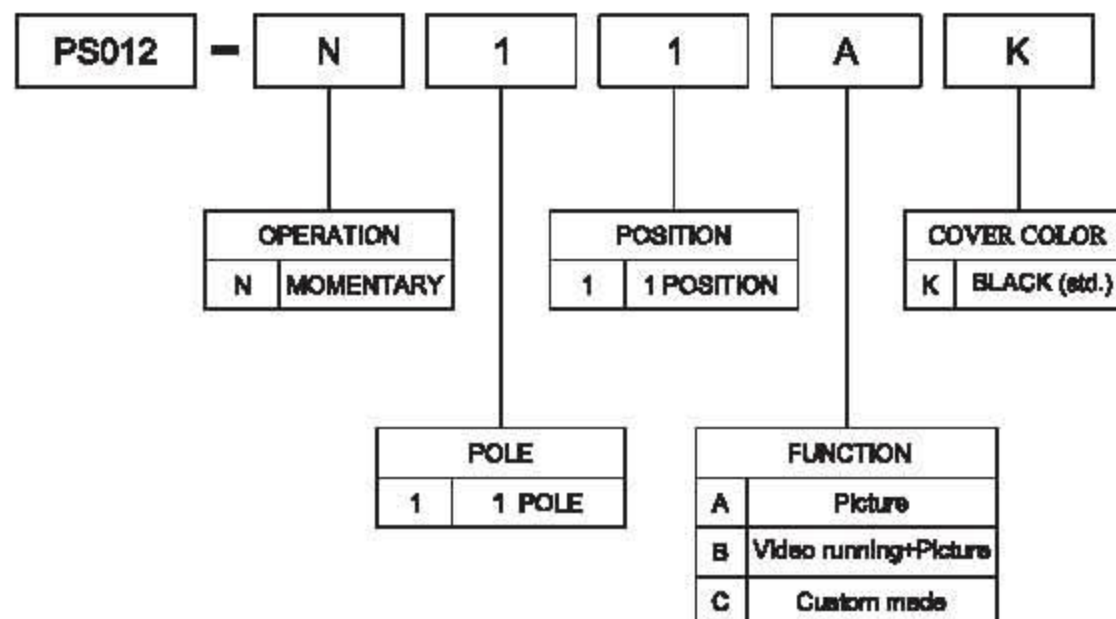 PS012 - N 1 1 A K
OPERATION
N MOMENTARY
POSITION
1 1 POSITION
COVER COLOR
K BLACK (std.)
POLE
1 1 POLE
FUNCTION
A Picture
B Video running+Picture
C Custom made